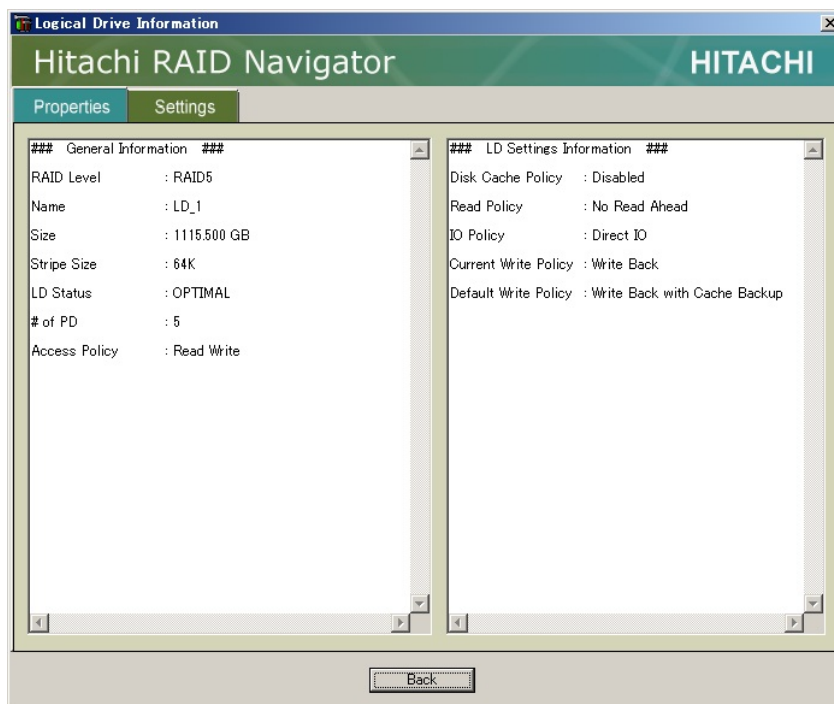 Logical Drive Information
Hitachi RAID Navigator
HITACHI
Properties
Settings
### General Information ###
RAID Level : RAID5
Name : LD_1
Size : 1115.500 GB
Stripe Size : 64K
LD Status : OPTIMAL
# of PD : 5
Access Policy : Read Write
### LD Settings Information ###
Disk Cache Policy : Disabled
Read Policy : No Read Ahead
IO Policy : Direct IO
Current Write Policy : Write Back
Default Write Policy : Write Back with Cache Backup
Back